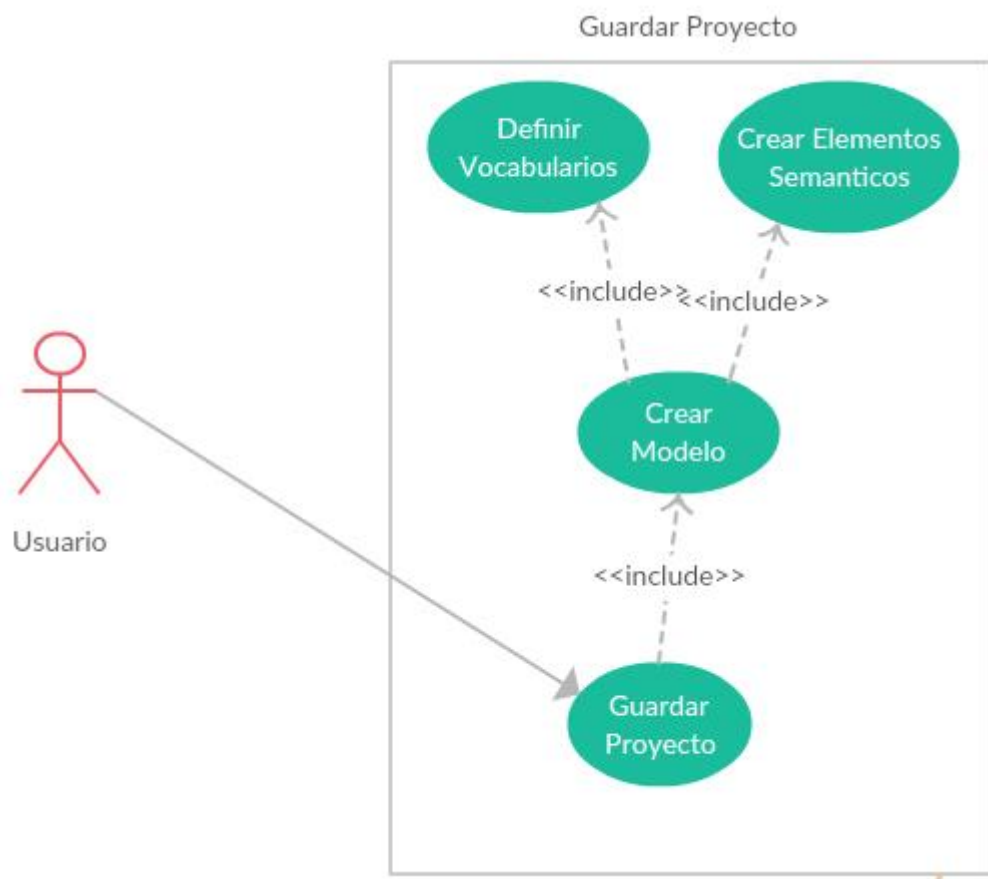 Guardar Proyecto
Definir
Vocabularios
Crear Elementos
Semanticos
<<include>>
<<include>>
Crear
Modelo
Usuario
<<include>>
Guardar
Proyecto